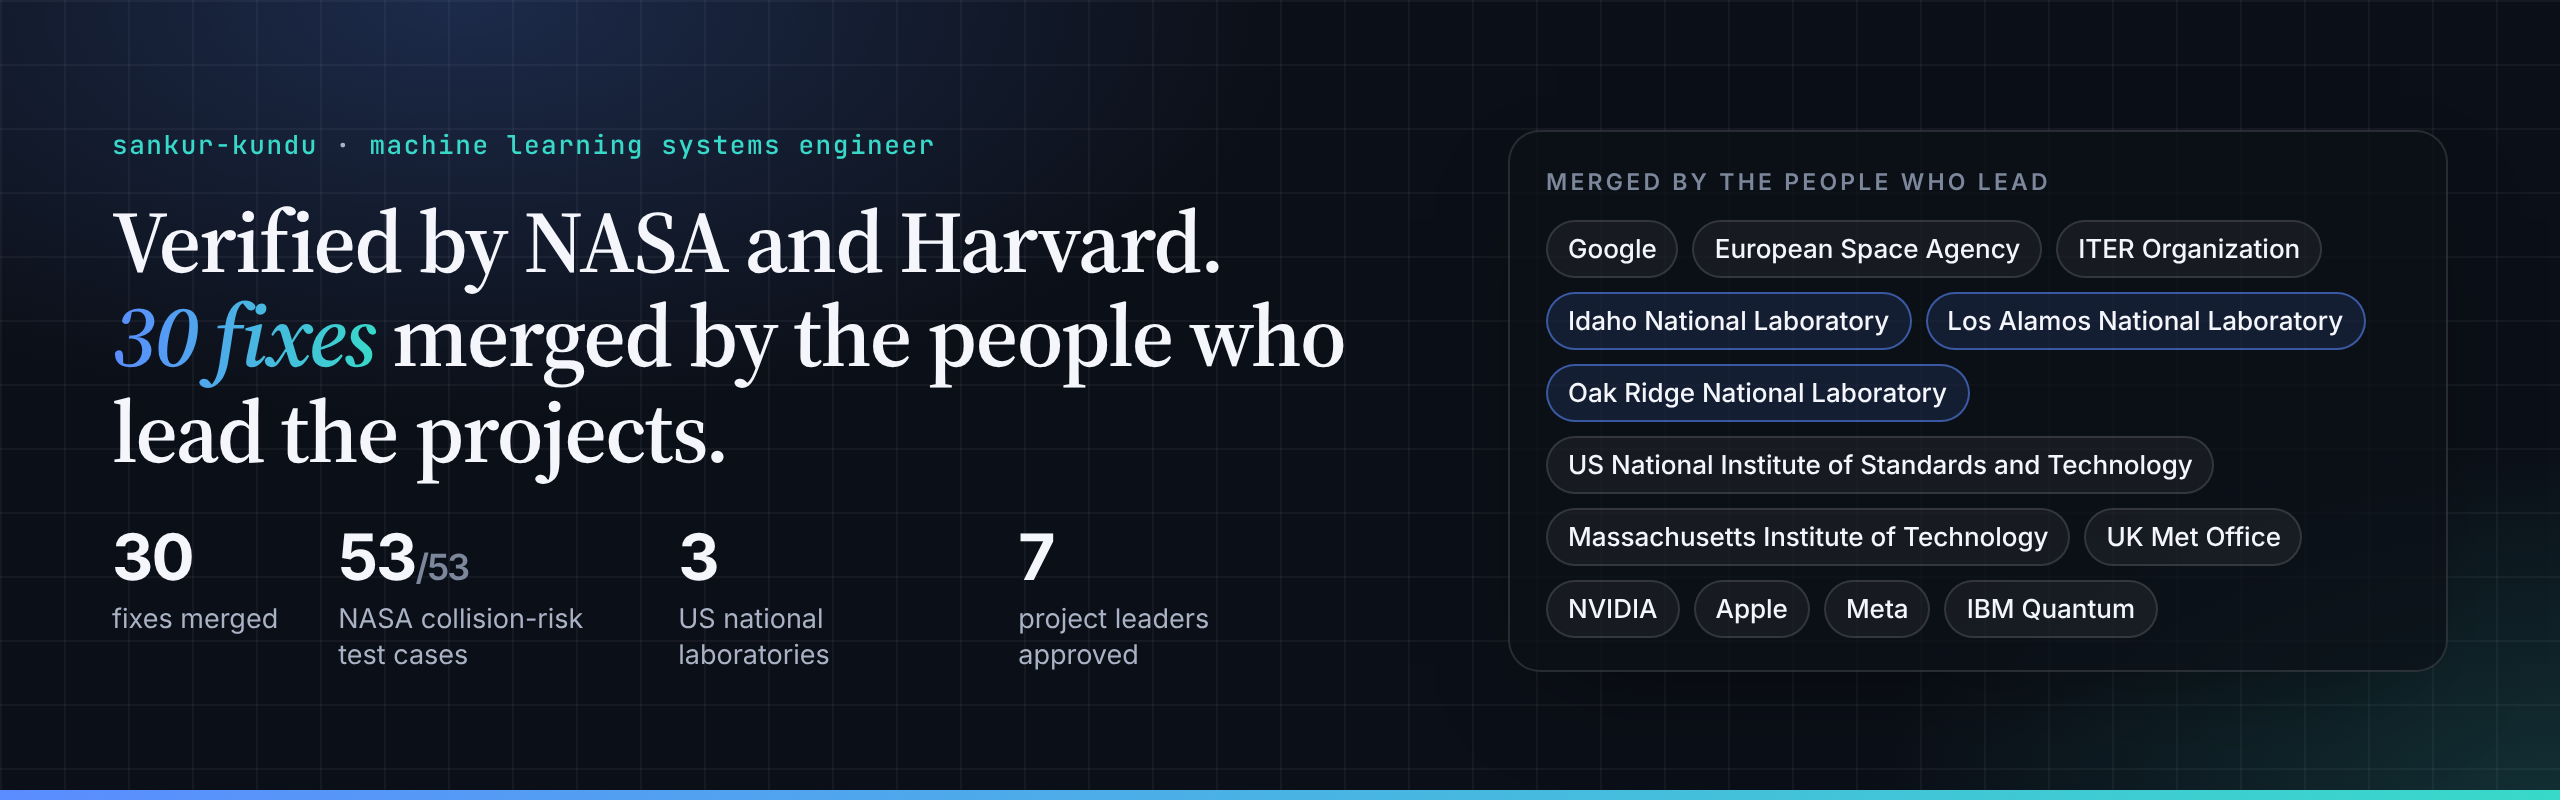 sankur-kundu · machine learning systems engineer
Verified by NASA and Harvard.
30 fixes merged by the people who
lead the projects.
30
fixes merged
53/53
NASA collision-risk
test cases
3
US national
laboratories
7
project leaders
approved
MERGED BY THE PEOPLE WHO LEAD
Google European Space Agency ITER Organization
Idaho National Laboratory Los Alamos National Laboratory
Oak Ridge National Laboratory
US National Institute of Standards and Technology
Massachusetts Institute of Technology UK Met Office
NVIDIA Apple Meta IBM Quantum